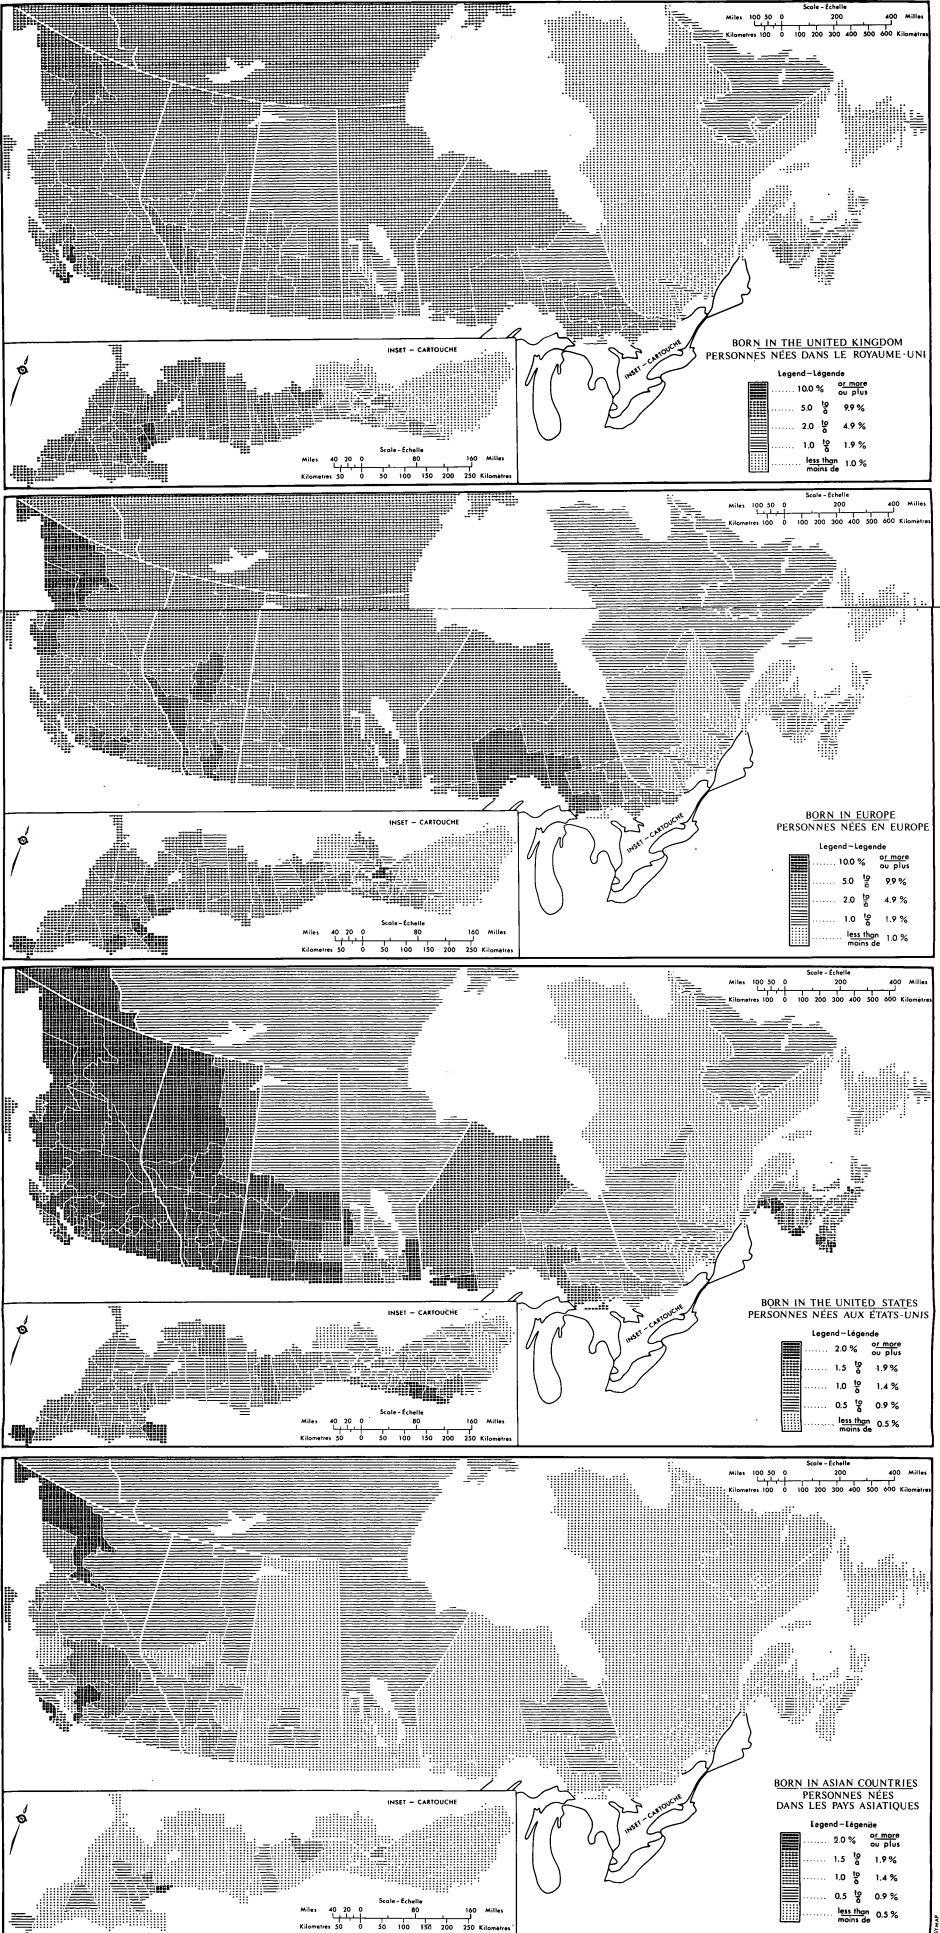 Scale - Échelle
Miles 100 50 0 200 400 Milles
Kilometres 100 0 100 200 300 400 500 600 Kilomètres
INSET - CARTOUCHE
INSET - CARTOUCHE
BORN IN THE UNITED KINGDOM
PERSONNES NÉES DANS LE ROYAUME-UNI
Legend - Légende
10.0 % or more ou plus
5.0 to à 9.9 %
2.0 to à 4.9 %
1.0 to à 1.9 %
less than moins de 1.0 %
Scale - Échelle
Miles 40 20 0 80 160 Milles
Kilometres 50 0 50 100 150 200 250 Kilomètres
Scale - Échelle
Miles 100 50 0 200 400 Milles
Kilometres 100 0 100 200 300 400 500 600 Kilomètres
INSET - CARTOUCHE
INSET - CARTOUCHE
BORN IN EUROPE
PERSONNES NÉES EN EUROPE
Legend - Legende
10.0 % or more ou plus
5.0 to à 9.9 %
2.0 to à 4.9 %
1.0 to à 1.9 %
less than moins de 1.0 %
Scale - Échelle
Miles 40 20 0 80 160 Milles
Kilometres 50 0 50 100 150 200 250 Kilomètres
Scale - Échelle
Miles 100 50 0 200 400 Milles
Kilometres 100 0 100 200 300 400 500 600 Kilomètres
INSET - CARTOUCHE
INSET - CARTOUCHE
BORN IN THE UNITED STATES
PERSONNES NÉES AUX ÉTATS-UNIS
Legend - Légende
2.0 % or more ou plus
1.5 to à 1.9 %
1.0 to à 1.4 %
0.5 to à 0.9 %
less than moins de 0.5 %
Scale - Échelle
Miles 40 20 0 80 160 Milles
Kilometres 50 0 50 100 150 200 250 Kilomètres
Scale - Échelle
Miles 100 50 0 200 400 Milles
Kilometres 100 0 100 200 300 400 500 600 Kilomètres
INSET - CARTOUCHE
INSET - CARTOUCHE
BORN IN ASIAN COUNTRIES
PERSONNES NÉES
DANS LES PAYS ASIATIQUES
Legend - Légende
2.0 % or more ou plus
1.5 to à 1.9 %
1.0 to à 1.4 %
0.5 to à 0.9 %
less than moins de 0.5 %
Scale - Échelle
Miles 40 20 0 80 160 Milles
Kilometres 50 0 50 100 150 200 250 Kilomètres